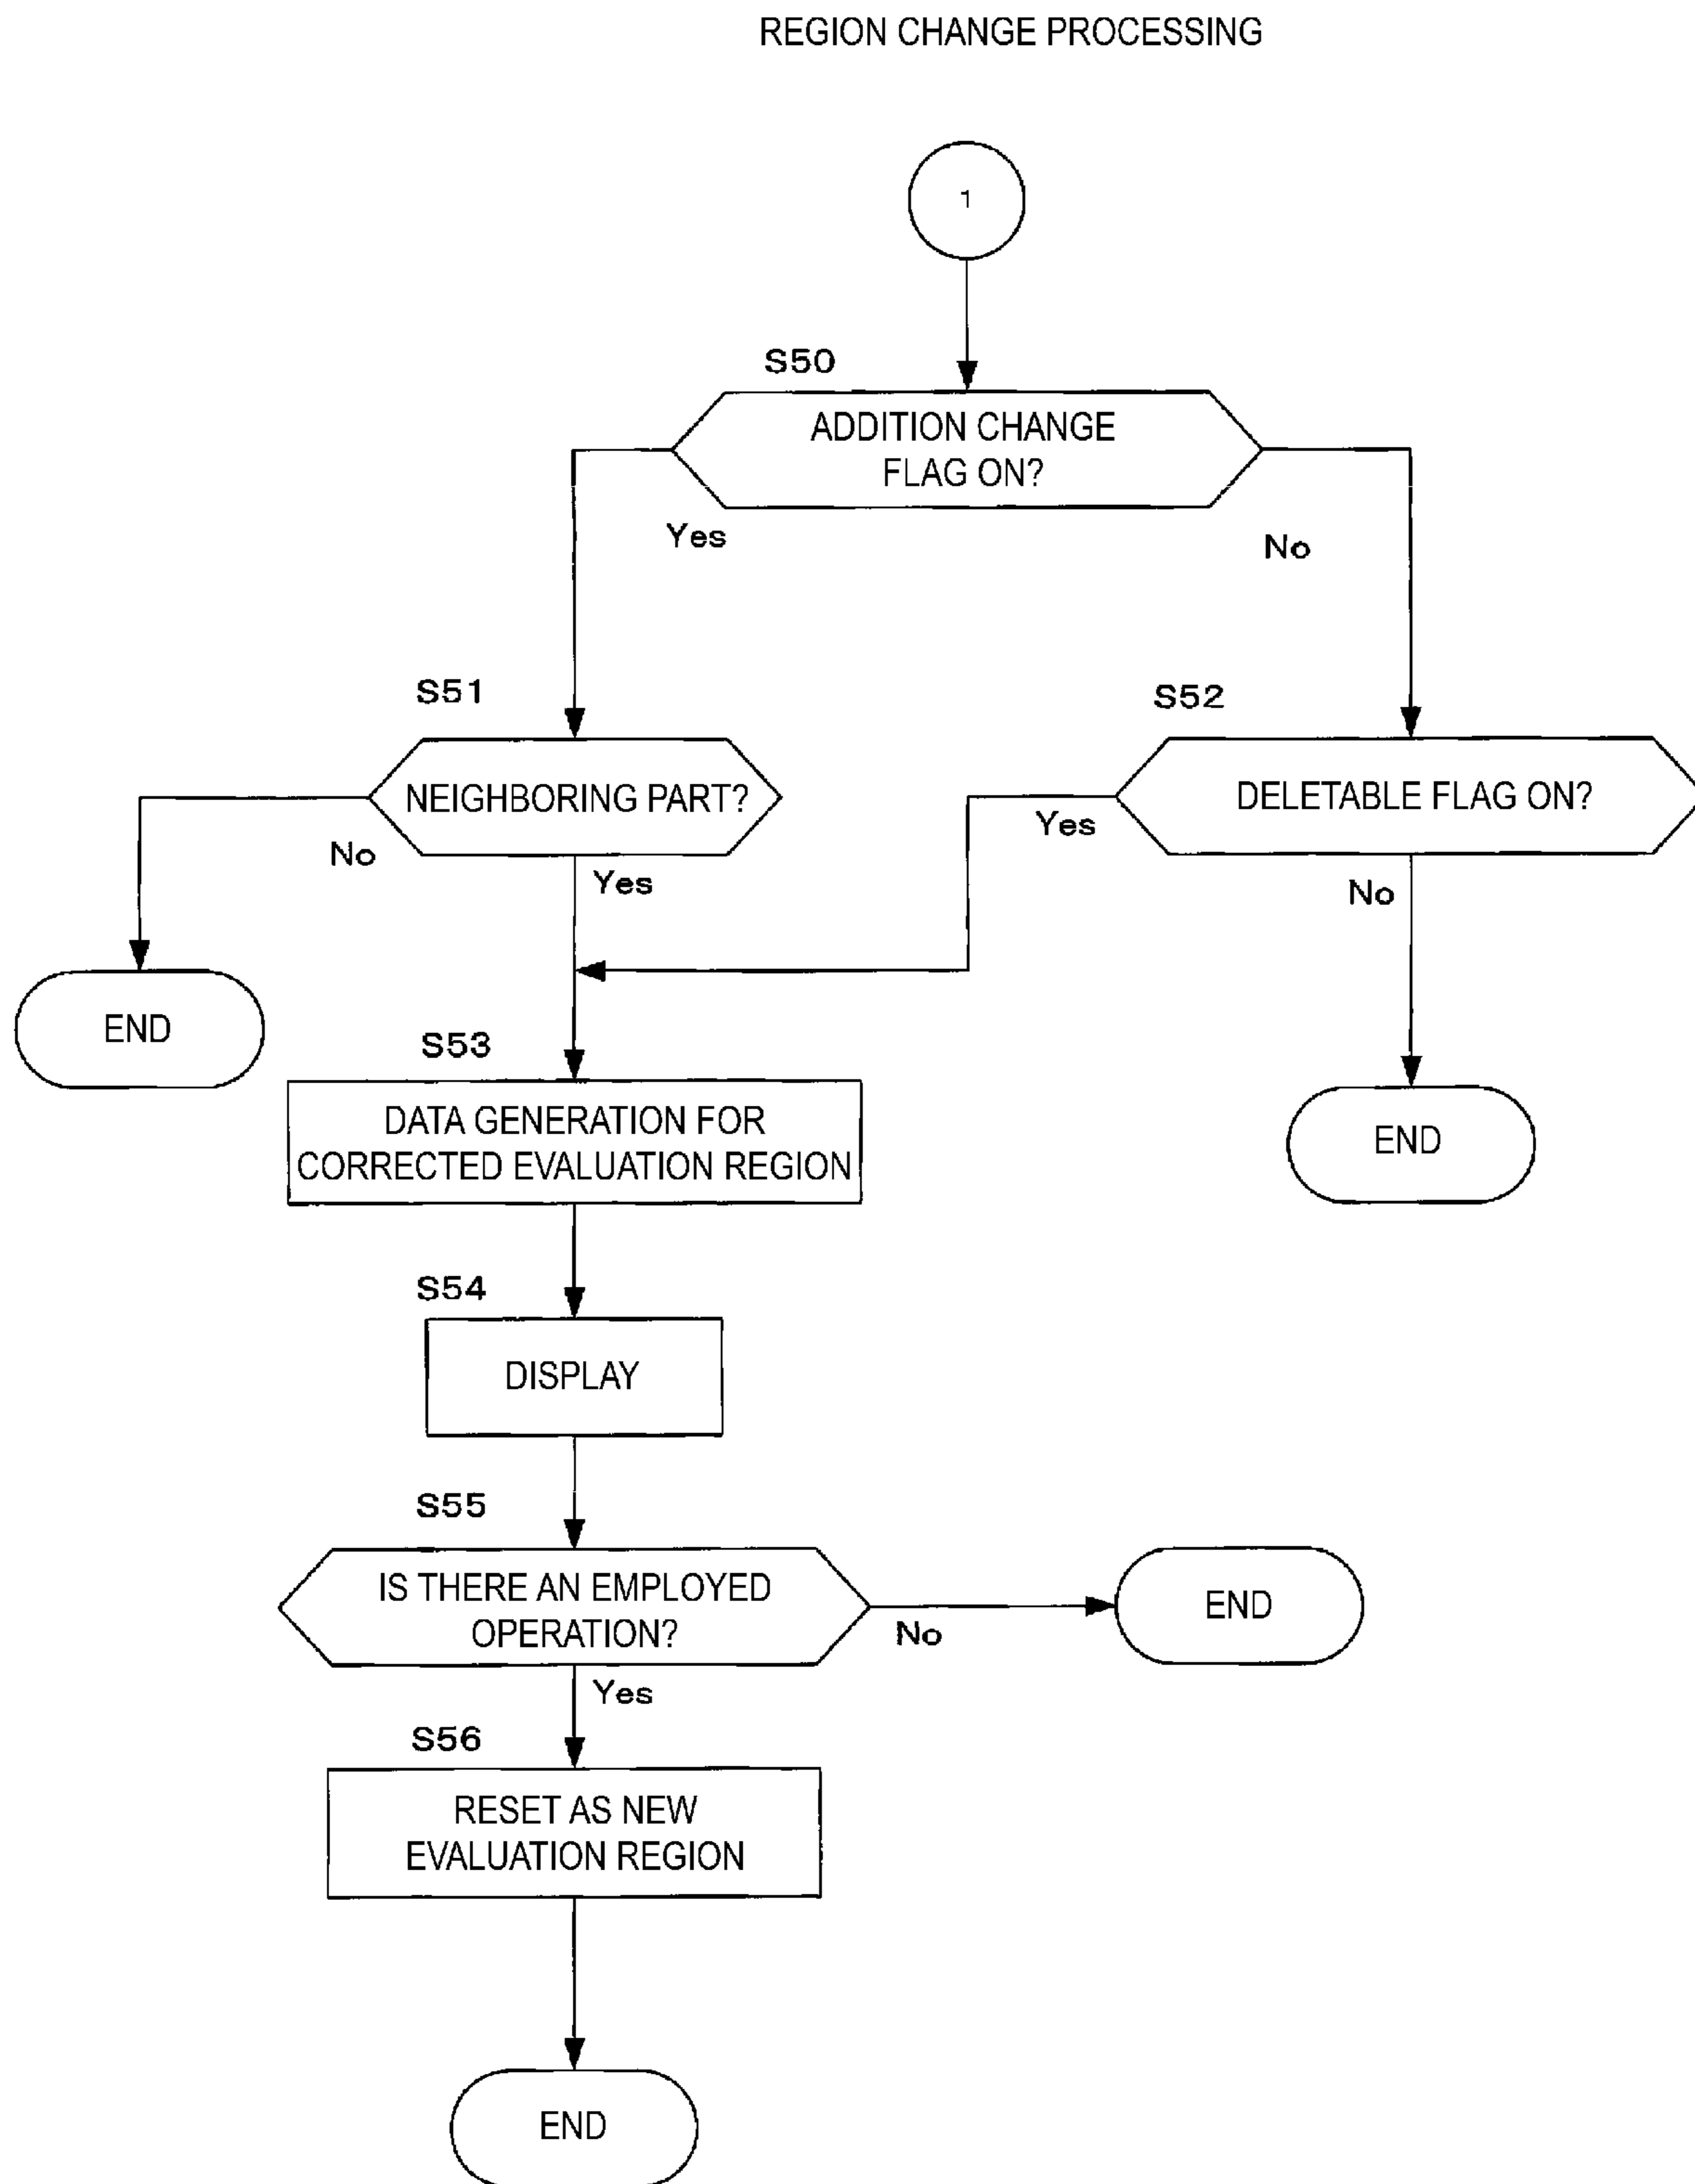 REGION CHANGE PROCESSING
1
S50
ADDITION CHANGE
FLAG ON?
Yes
No
S51
NEIGHBORING PART?
No
Yes
S52
DELETABLE FLAG ON?
Yes
No
END
END
S53
DATA GENERATION FOR
CORRECTED EVALUATION REGION
S54
DISPLAY
S55
IS THERE AN EMPLOYED
OPERATION?
No
END
Yes
S56
RESET AS NEW
EVALUATION REGION
END